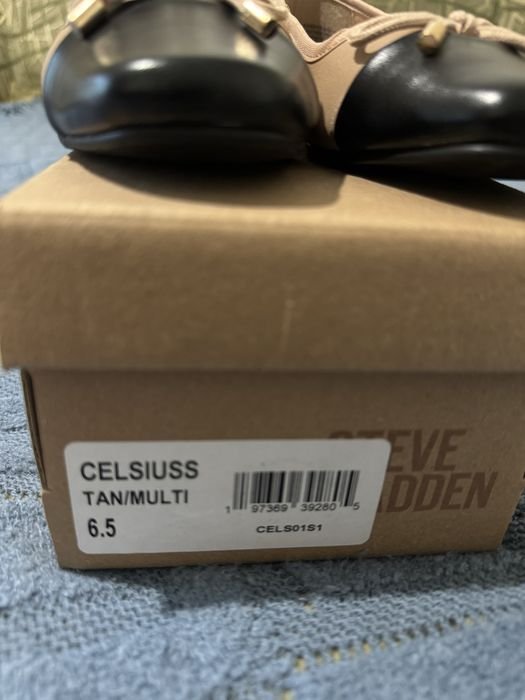 STEVE
MADDEN
CELSIUSS
TAN/MULTI
6.5
1 97369 39280 5
CELS01S1